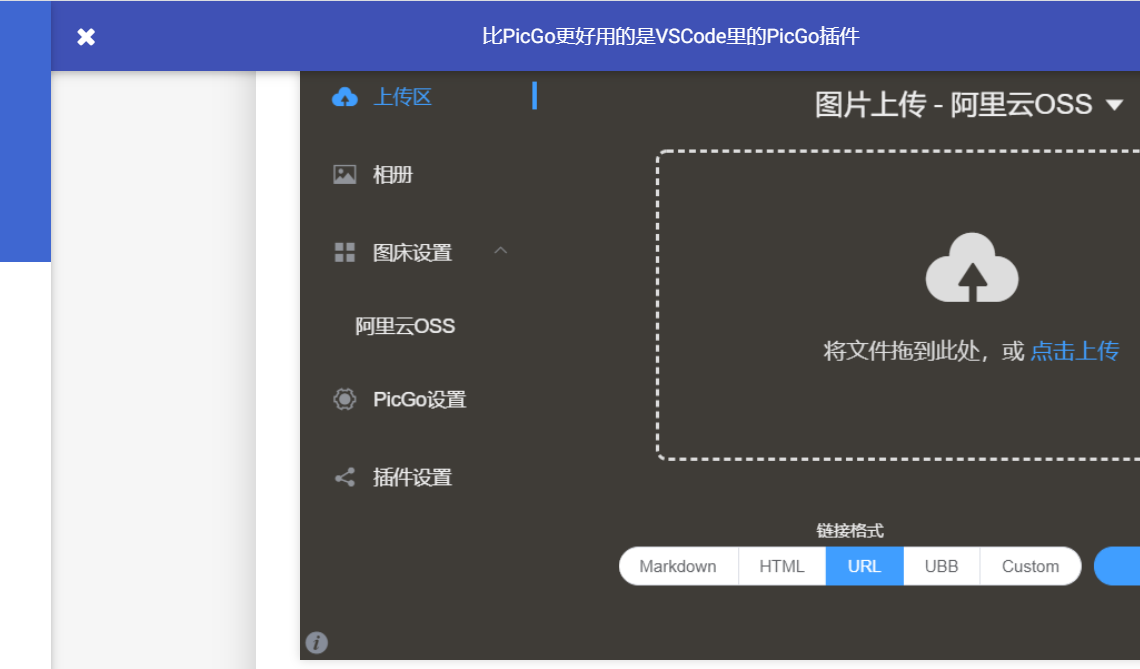 比PicGo更好用的是VSCode里的PicGo插件
上传区
相册
图床设置
阿里云OSS
PicGo设置
插件设置
图片上传 - 阿里云OSS
将文件拖到此处，或 点击上传
链接格式
Markdown HTML URL UBB Custom